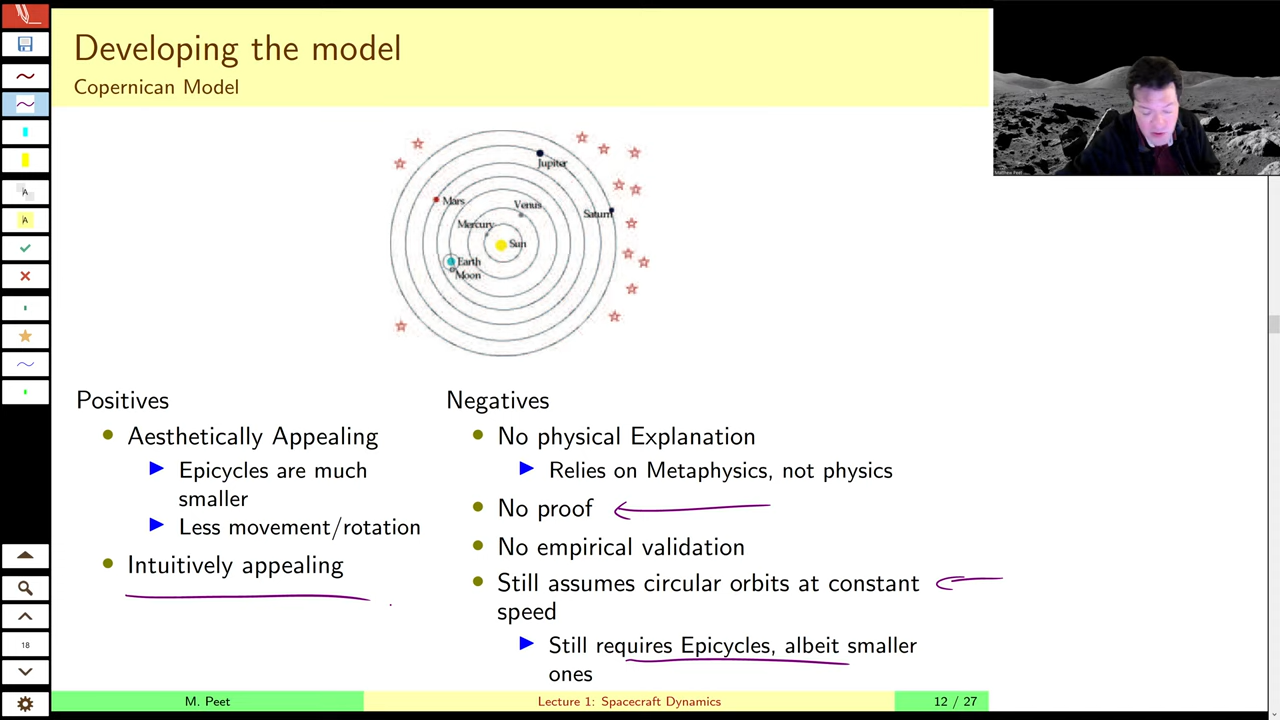 Developing the model
Copernican Model
Jupiter
Mars
Venus
Saturn
Mercury
Sun
Earth
Moon
Matthew Peet
Positives
Aesthetically Appealing
Epicycles are much
smaller
Less movement/rotation
Intuitively appealing
Negatives
No physical Explanation
Relies on Metaphysics, not physics
No proof
No empirical validation
Still assumes circular orbits at constant
speed
Still requires Epicycles, albeit smaller
ones
A
A
18
M. Peet
Lecture 1: Spacecraft Dynamics
12 / 27